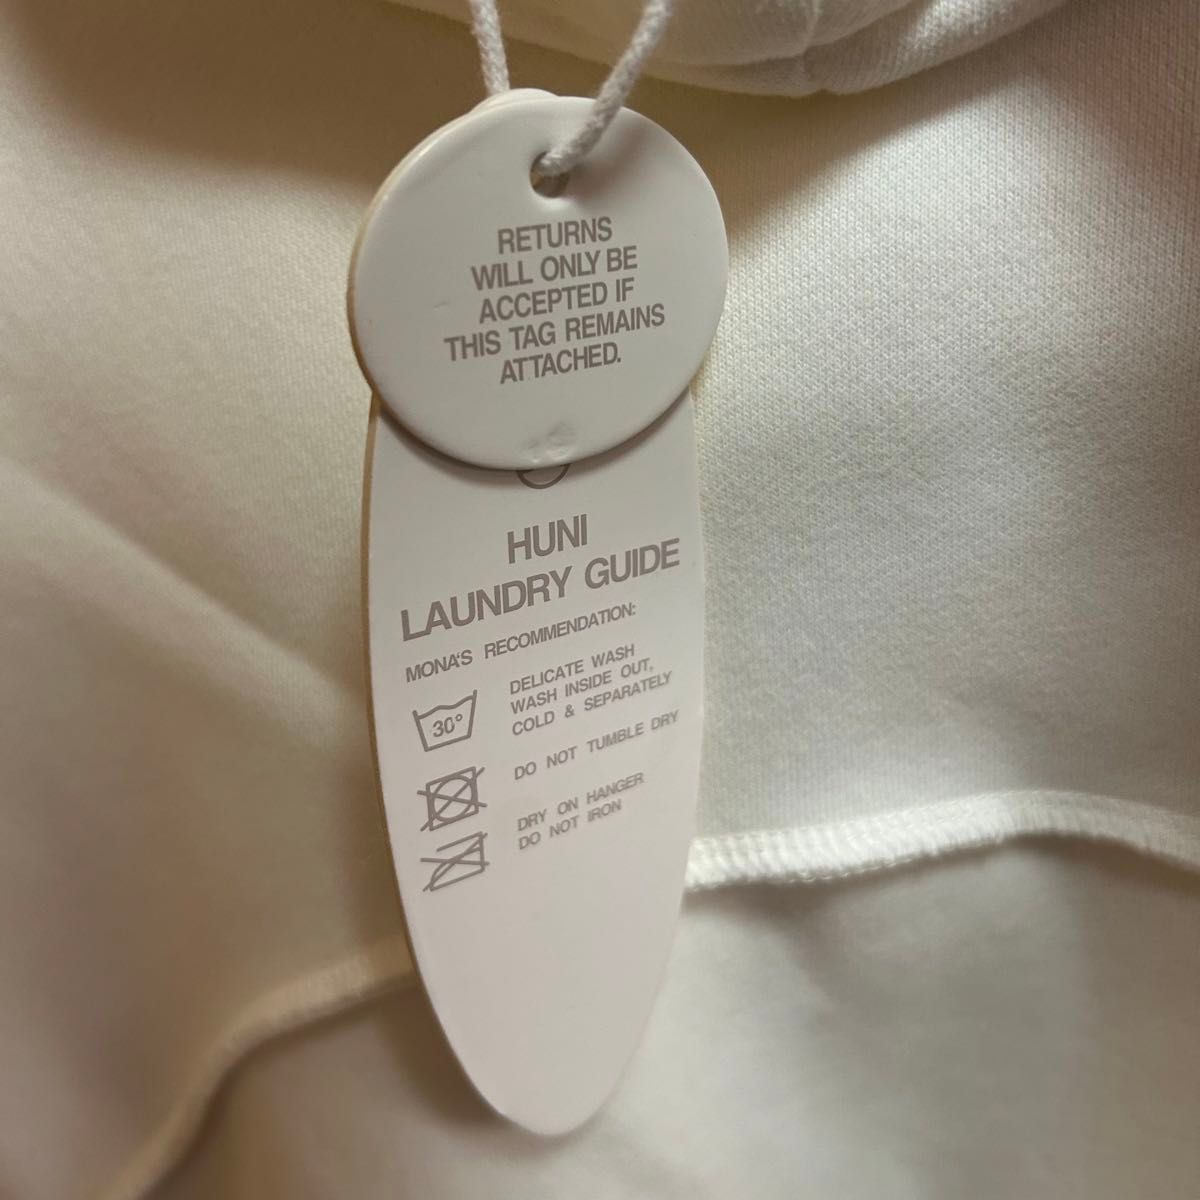 RETURNS
WILL ONLY BE
ACCEPTED IF
THIS TAG REMAINS
ATTACHED.
HUNI
LAUNDRY GUIDE
MONA'S RECOMMENDATION:
30°
DELICATE WASH
WASH INSIDE OUT,
COLD & SEPARATELY
DO NOT TUMBLE DRY
DRY ON HANGER
DO NOT IRON